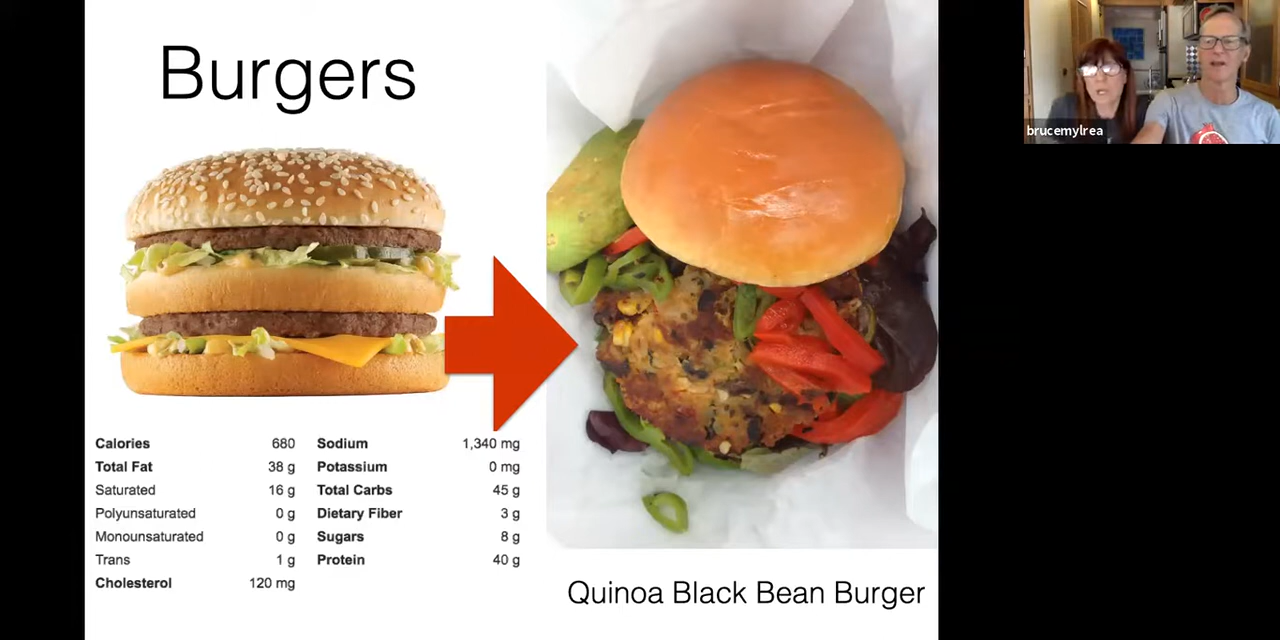 Burgers
brucemylrea
Calories 680 Sodium 1,340 mg
Total Fat 38 g Potassium 0 mg
Saturated 16 g Total Carbs 45 g
Polyunsaturated 0 g Dietary Fiber 3 g
Monounsaturated 0 g Sugars 8 g
Trans 1 g Protein 40 g
Cholesterol 120 mg
Quinoa Black Bean Burger